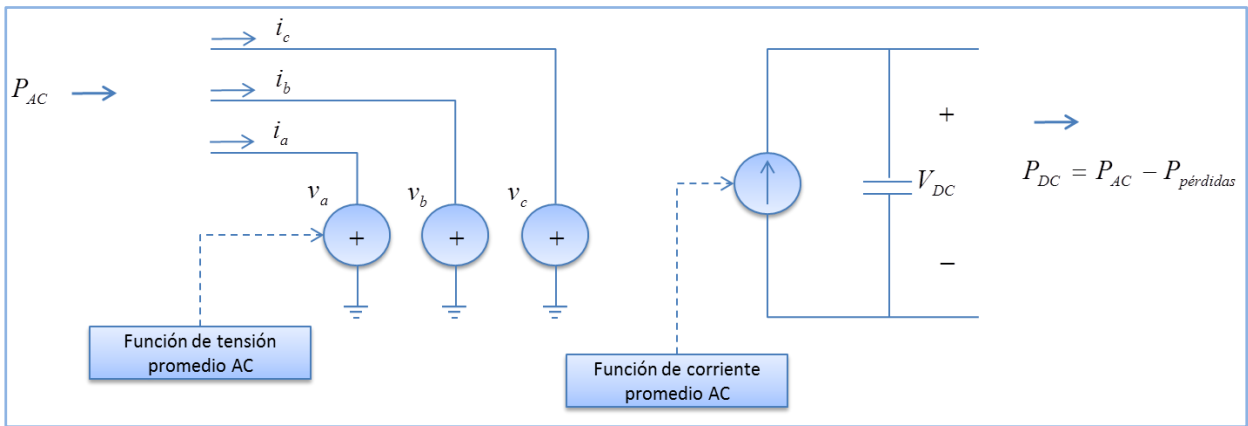 i_c
P_AC
i_b
i_a
v_a
v_b
v_c
+
+
+
+
V_DC
−
P_DC = P_AC − P_pérdidas
Función de tensión
promedio AC
Función de corriente
promedio AC